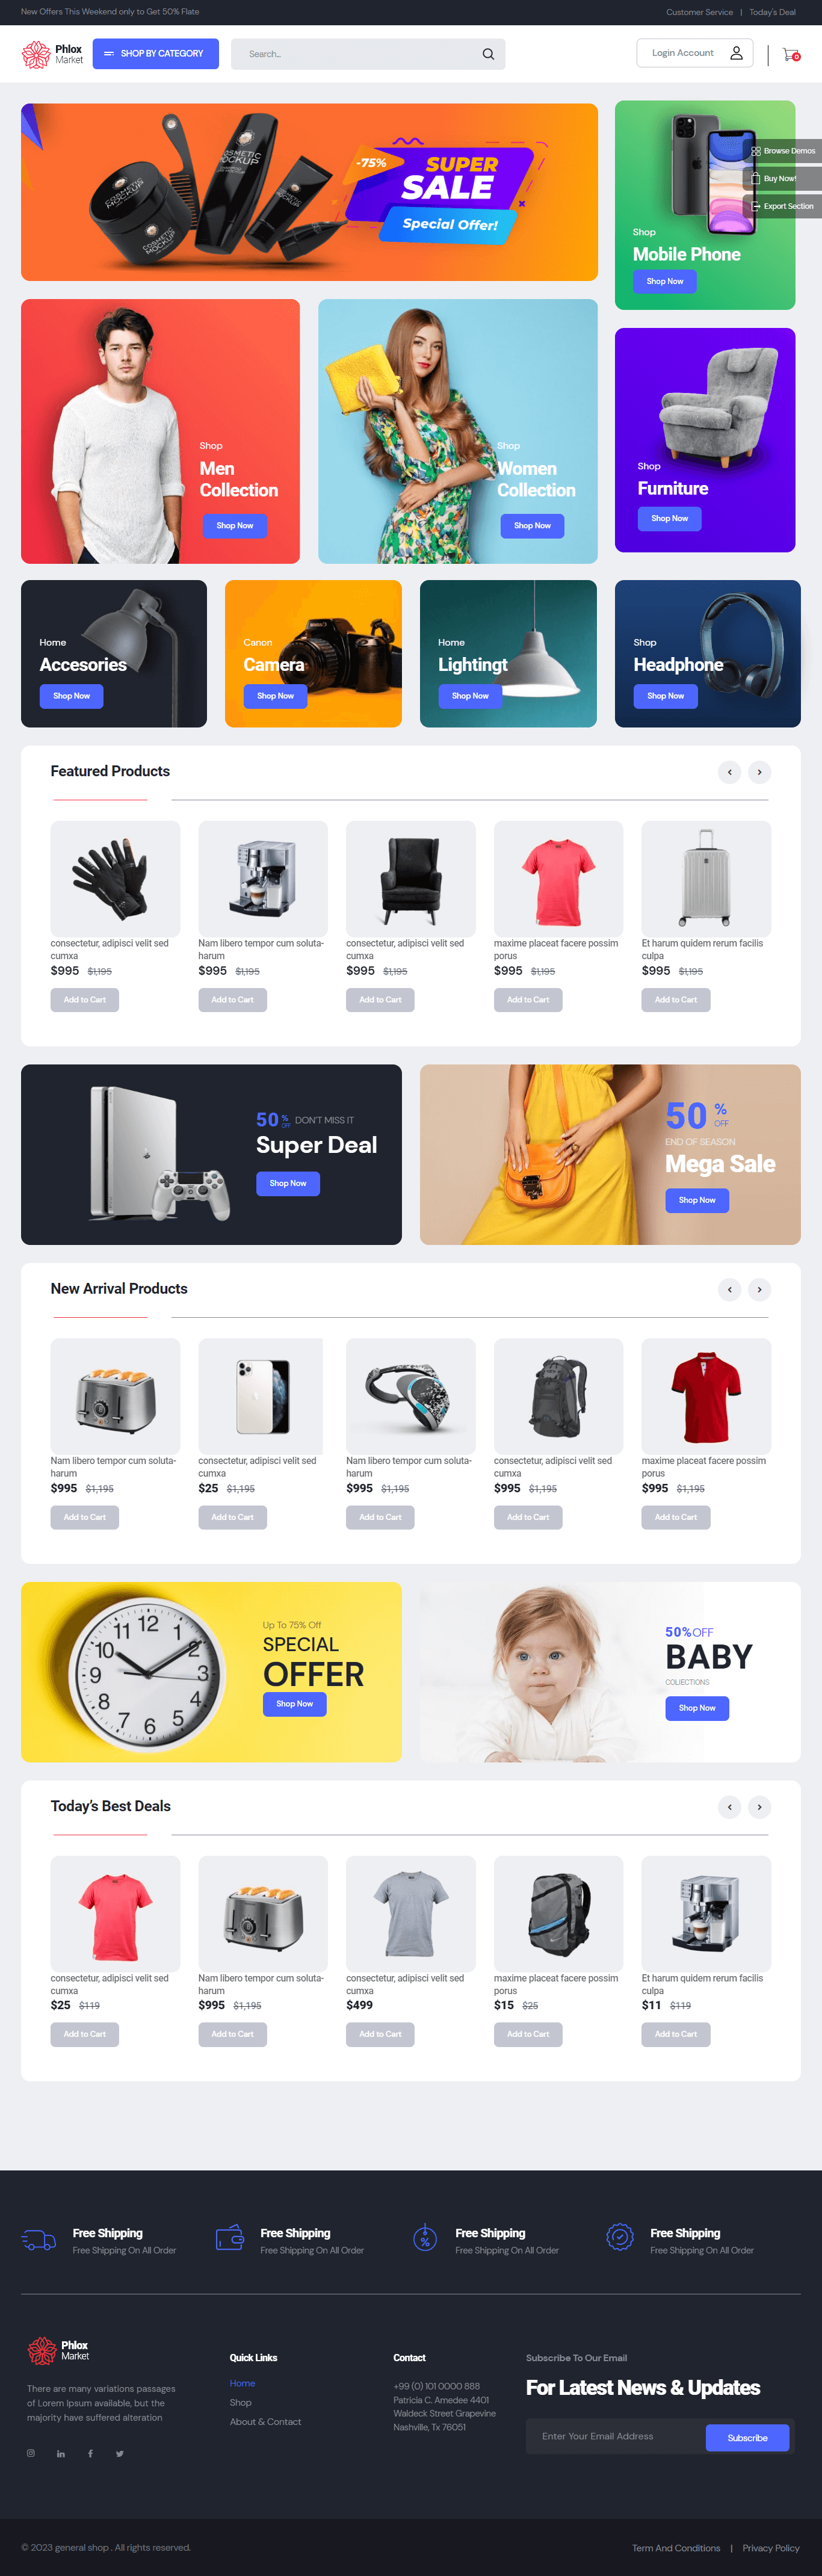 New Offers This Weekend only to Get 50% Flate
Customer Service | Today's Deal
Phlox
Market
SHOP BY CATEGORY
Search...
Login Account
0
COSMETIC MOCKUP
COSMETIC MOCKUP
COSMETIC MOCKUP
COSMETIC MOCKUP
-75%
SUPER
SALE
Special Offer!
Browse Demos
Buy Now!
Export Section
Shop
Mobile Phone
Shop Now
Shop
Men
Collection
Shop Now
Shop
Women
Collection
Shop Now
Shop
Furniture
Shop Now
Home
Accesories
Shop Now
Canon
Camera
Shop Now
Home
Lightingt
Shop Now
Shop
Headphone
Shop Now
Featured Products
consectetur, adipisci velit sed
cumxa
$995 $1,195
Add to Cart
Nam libero tempor cum soluta-
harum
$995 $1,195
Add to Cart
consectetur, adipisci velit sed
cumxa
$995 $1,195
Add to Cart
maxime placeat facere possim
porus
$995 $1,195
Add to Cart
Et harum quidem rerum facilis
culpa
$995 $1,195
Add to Cart
50 % OFF DON'T MISS IT
Super Deal
Shop Now
50 %
OFF
END OF SEASON
Mega Sale
Shop Now
New Arrival Products
Nam libero tempor cum soluta-
harum
$995 $1,195
Add to Cart
consectetur, adipisci velit sed
cumxa
$25 $1,195
Add to Cart
Nam libero tempor cum soluta-
harum
$995 $1,195
Add to Cart
consectetur, adipisci velit sed
cumxa
$995 $1,195
Add to Cart
maxime placeat facere possim
porus
$995 $1,195
Add to Cart
12
11 1
10 2
9 3
8 4
7 5
6
Up To 75% Off
SPECIAL
OFFER
Shop Now
50%OFF
BABY
COLIECTIONS
Shop Now
Today's Best Deals
consectetur, adipisci velit sed
cumxa
$25 $119
Add to Cart
Nam libero tempor cum soluta-
harum
$995 $1,195
Add to Cart
consectetur, adipisci velit sed
cumxa
$499
Add to Cart
maxime placeat facere possim
porus
$15 $25
Add to Cart
Et harum quidem rerum facilis
culpa
$11 $119
Add to Cart
Free Shipping
Free Shipping On All Order
Free Shipping
Free Shipping On All Order
Free Shipping
Free Shipping On All Order
Free Shipping
Free Shipping On All Order
Phlox
Market
There are many variations passages
of Lorem Ipsum available, but the
majority have suffered alteration
Quick Links
Home
Shop
About & Contact
Contact
+99 (0) 101 0000 888
Patricia C. Amedee 4401
Waldeck Street Grapevine
Nashville, Tx 76051
Subscribe To Our Email
For Latest News & Updates
Enter Your Email Address
Subscribe
© 2023 general shop . All rights reserved.
Term And Conditions | Privacy Policy